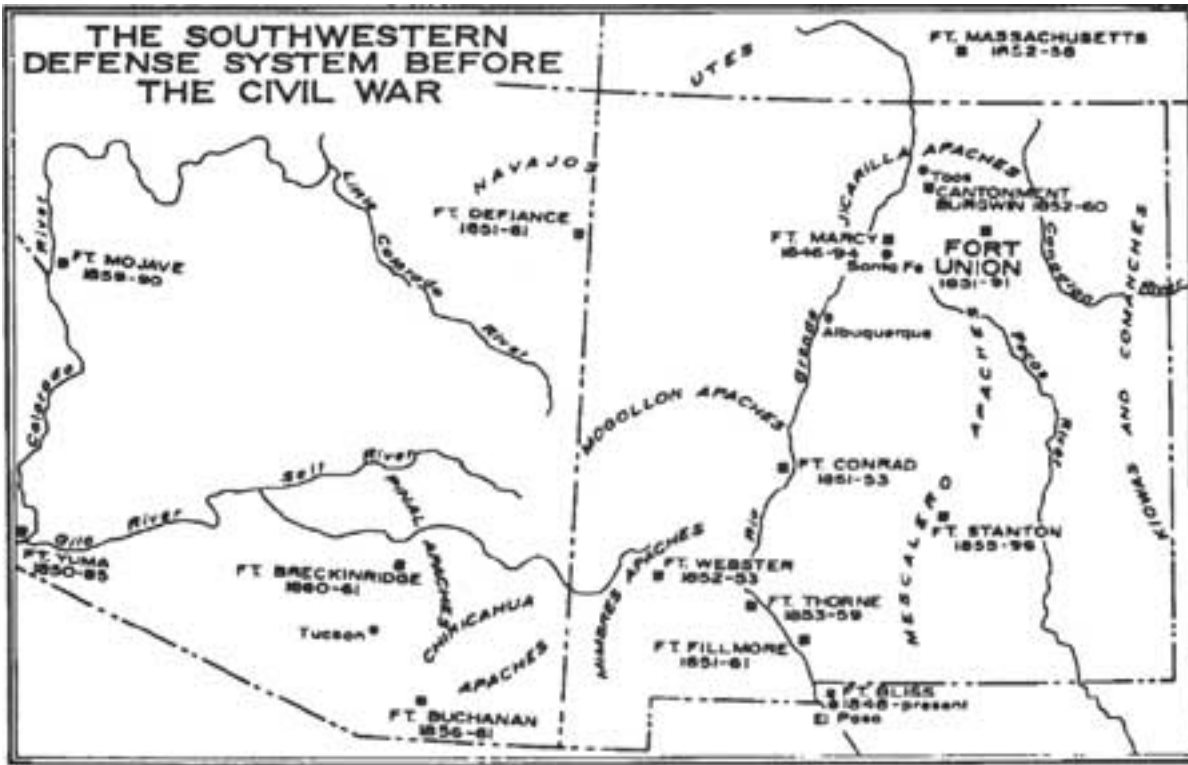 THE SOUTHWESTERN
DEFENSE SYSTEM BEFORE
THE CIVIL WAR
UTES
FT. MASSACHUSETTS
1852-58
NAVAJOS
FT. DEFIANCE
1851-61
JICARILLA APACHES
Taos
CANTONMENT
BURGWIN 1852-60
FT. MARCY
1846-94
Santa Fe
FORT
UNION
1851-91
Canadian River
KIOWAS AND COMANCHES
Colorado River
FT. MOJAVE
1859-90
Little Colorado River
Albuquerque
Rio Grande
Pecos River
MESCALERO APACHES
MOGOLLON APACHES
FT. CONRAD
1851-53
FT. STANTON
1855-96
Salt River
Gila River
FT. YUMA
1850-85
PINAL APACHES
FT. BRECKINRIDGE
1860-61
Tucson
CHIRICAHUA
APACHES
FT. BUCHANAN
1856-61
MIMBRES APACHES
FT. WEBSTER
1852-53
FT. THORNE
1853-59
FT. FILLMORE
1851-61
FT. BLISS
1848-present
El Paso